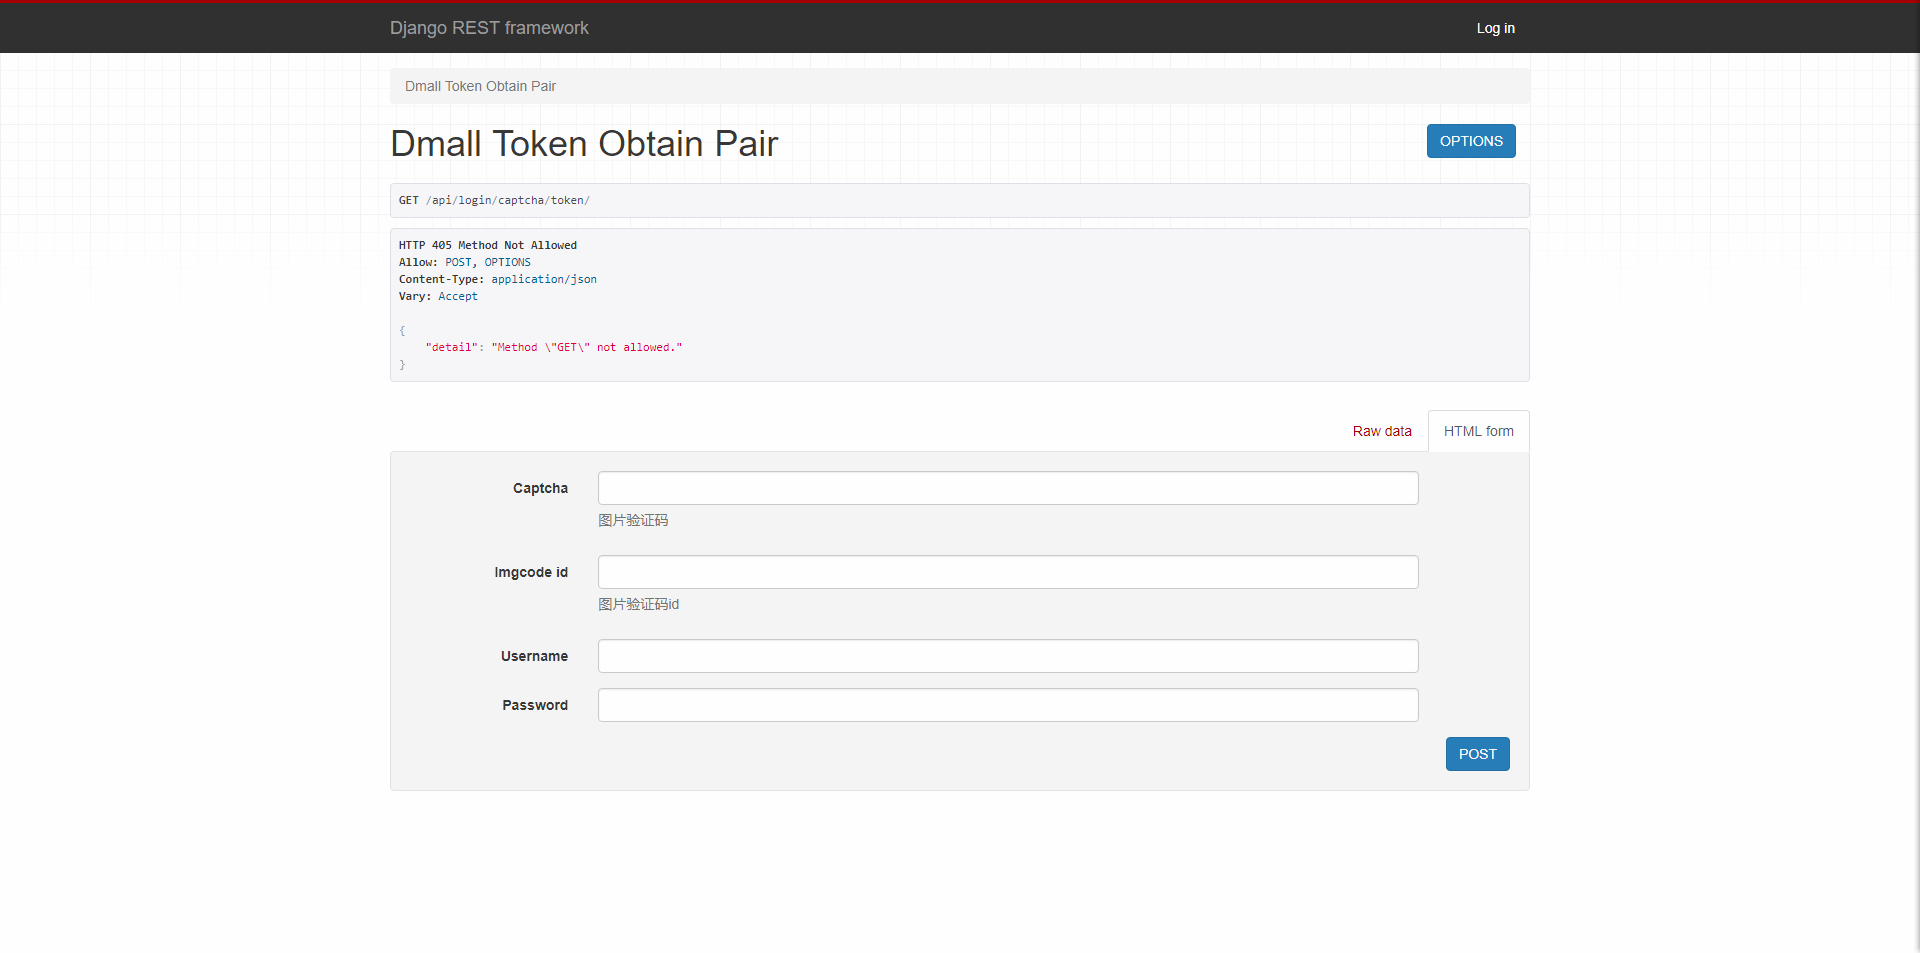 Django REST framework
Log in
Dmall Token Obtain Pair
Dmall Token Obtain Pair
OPTIONS
GET /api/login/captcha/token/
HTTP 405 Method Not Allowed
Allow: POST, OPTIONS
Content-Type: application/json
Vary: Accept
{
"detail": "Method \"GET\" not allowed."
}
Raw data
HTML form
Captcha
图片验证码
Imgcode id
图片验证码id
Username
Password
POST